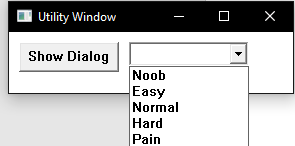 Utility Window
Show Dialog
Noob
Easy
Normal
Hard
Pain